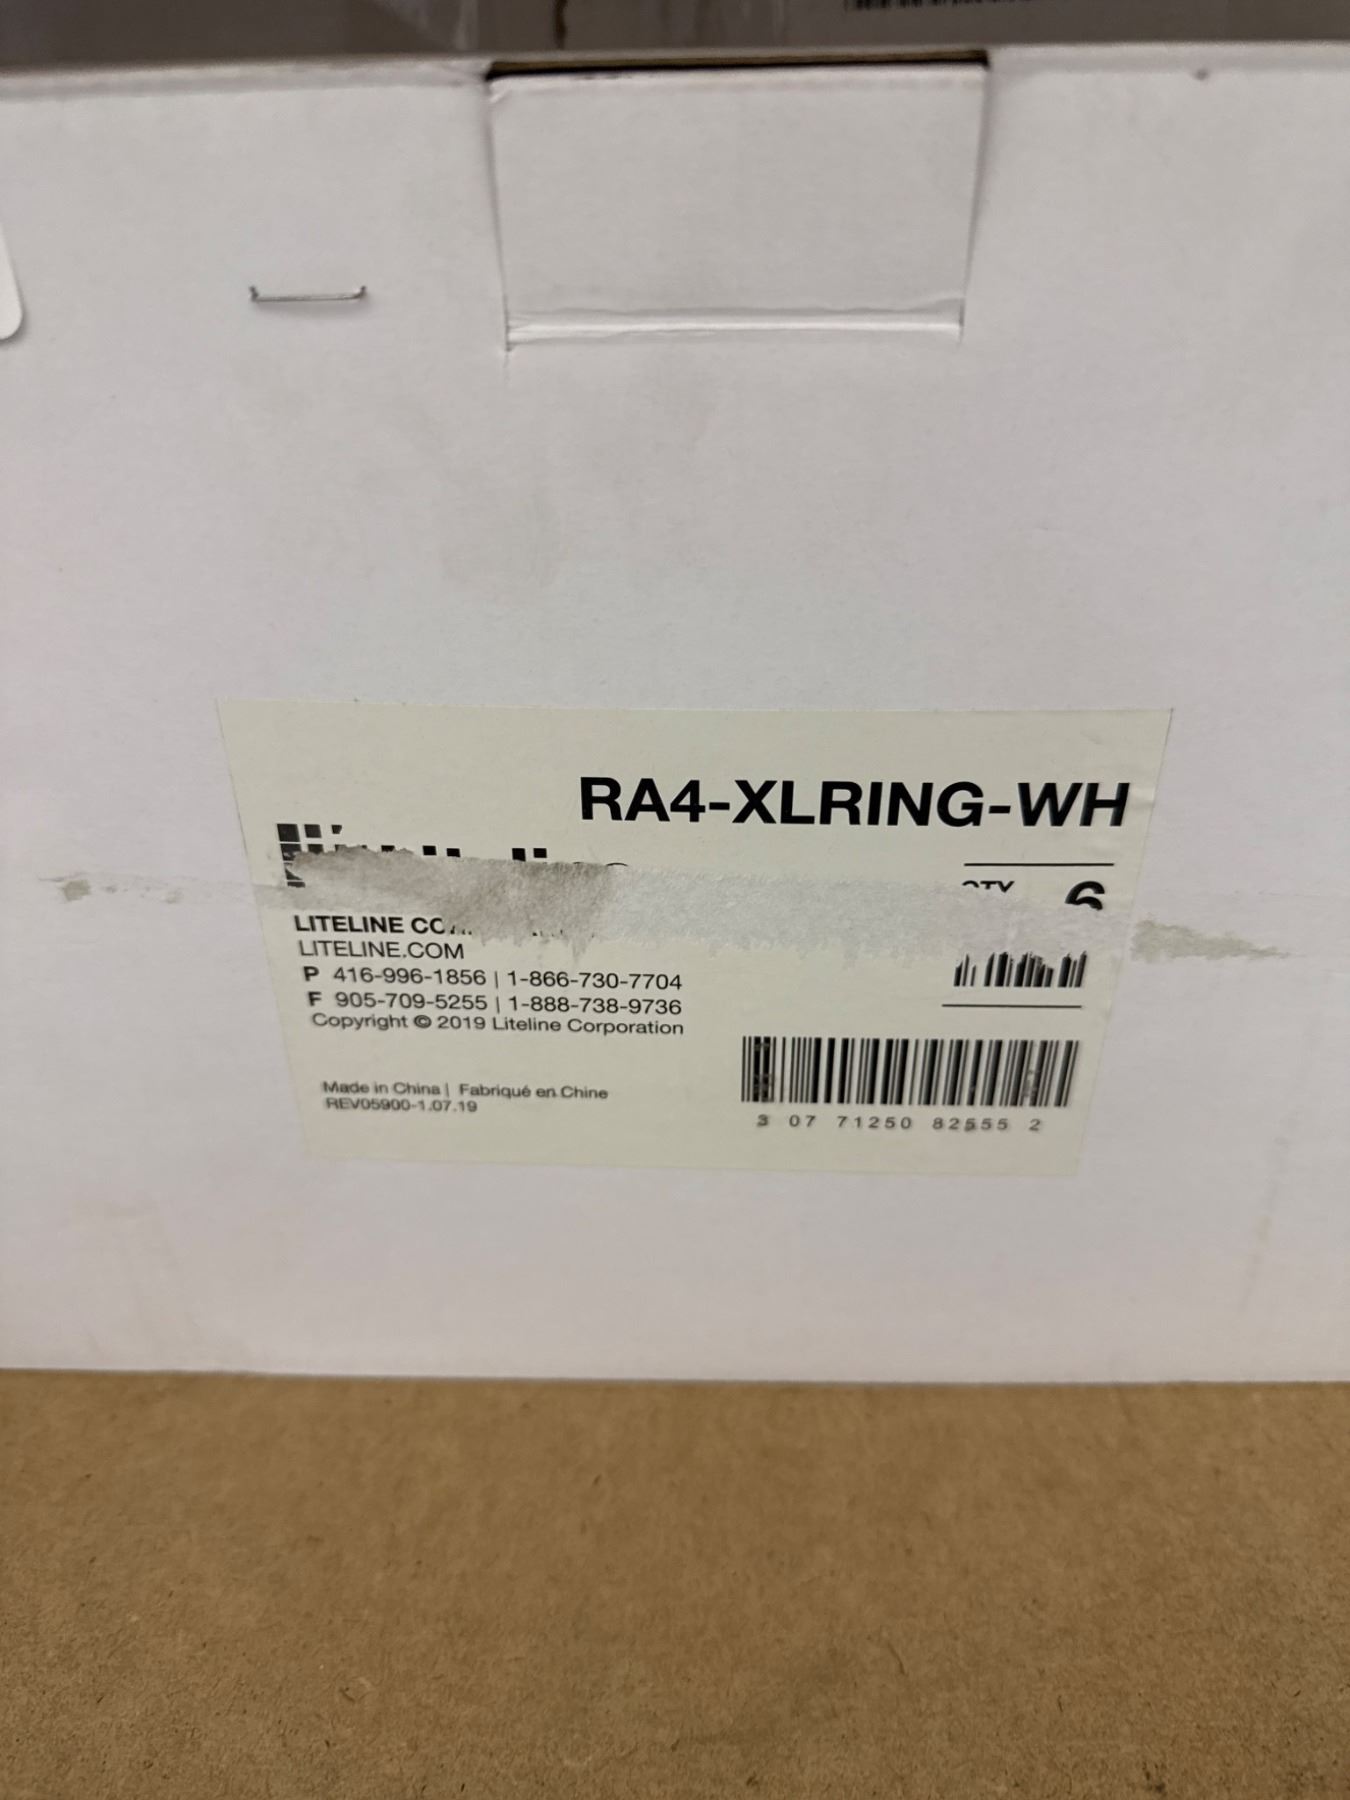 RA4-XLRING-WH
QTY 6
LITELINE
LITELINE.COM
P 416-996-1856 | 1-866-730-7704
F 905-709-5255 | 1-888-738-9736
Copyright © 2019 Liteline Corporation
Made in China | Fabriqué en Chine
REV05900-1.07.19
3 07 71250 82555 2